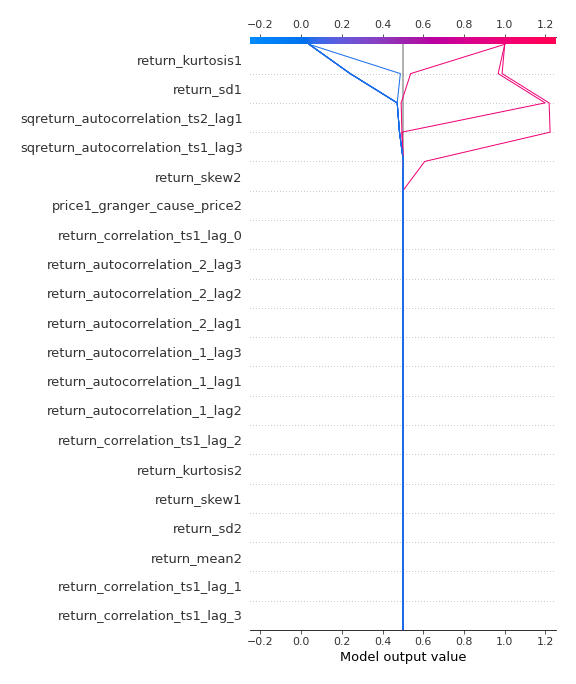 −0.2 0.0 0.2 0.4 0.6 0.8 1.0 1.2
return_kurtosis1
return_sd1
sqreturn_autocorrelation_ts2_lag1
sqreturn_autocorrelation_ts1_lag3
return_skew2
price1_granger_cause_price2
return_correlation_ts1_lag_0
return_autocorrelation_2_lag3
return_autocorrelation_2_lag2
return_autocorrelation_2_lag1
return_autocorrelation_1_lag3
return_autocorrelation_1_lag1
return_autocorrelation_1_lag2
return_correlation_ts1_lag_2
return_kurtosis2
return_skew1
return_sd2
return_mean2
return_correlation_ts1_lag_1
return_correlation_ts1_lag_3
−0.2 0.0 0.2 0.4 0.6 0.8 1.0 1.2
Model output value